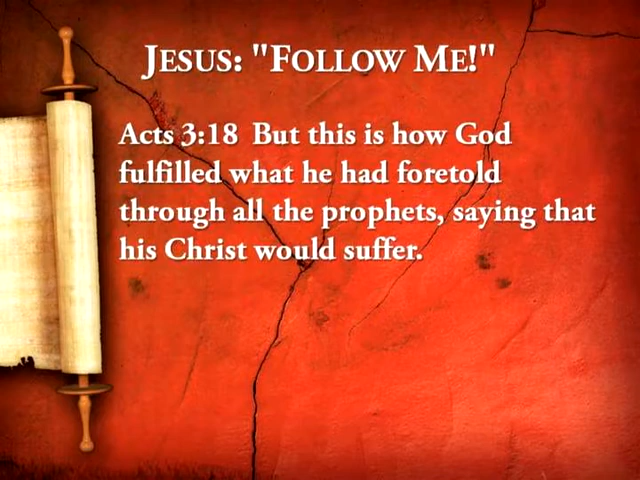 JESUS: "FOLLOW ME!"
Acts 3:18  But this is how God
fulfilled what he had foretold
through all the prophets, saying that
his Christ would suffer.